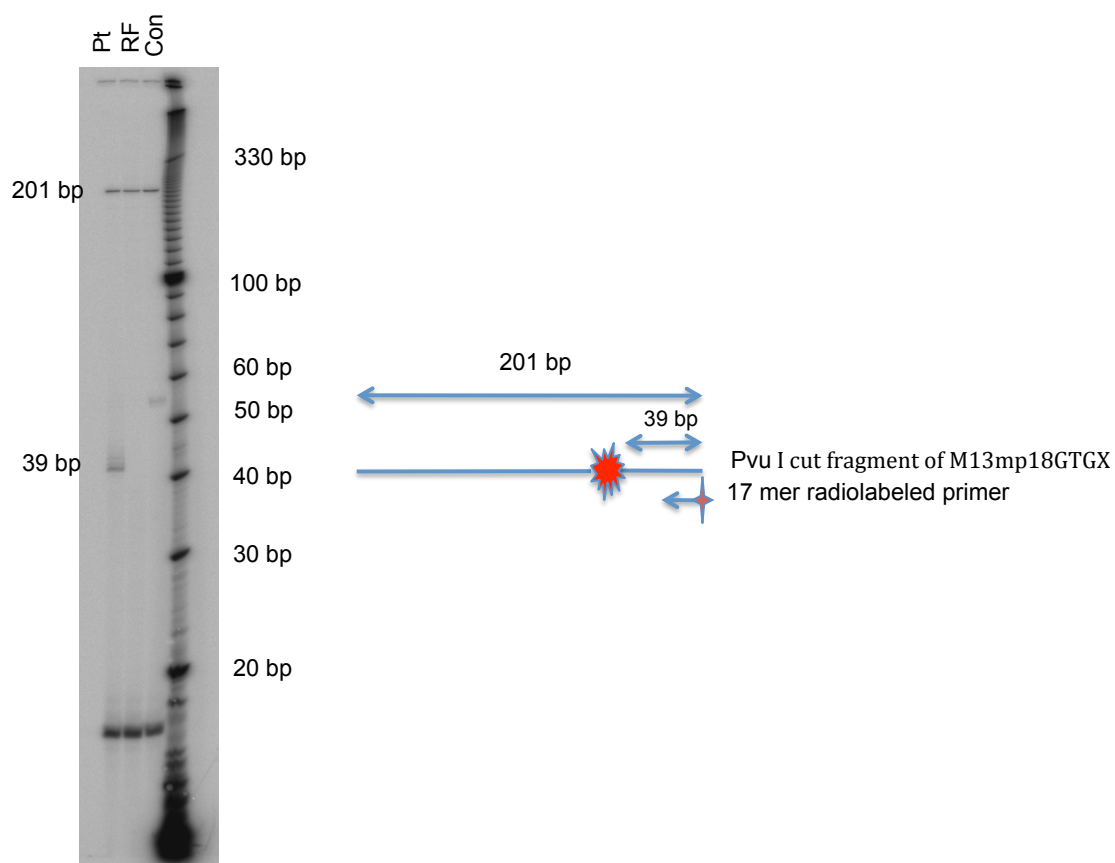 Pt
RF
Con
330 bp
201 bp
100 bp
60 bp
50 bp
39 bp
40 bp
30 bp
20 bp
201 bp
39 bp
Pvu I cut fragment of M13mp18GTGX
17 mer radiolabeled primer